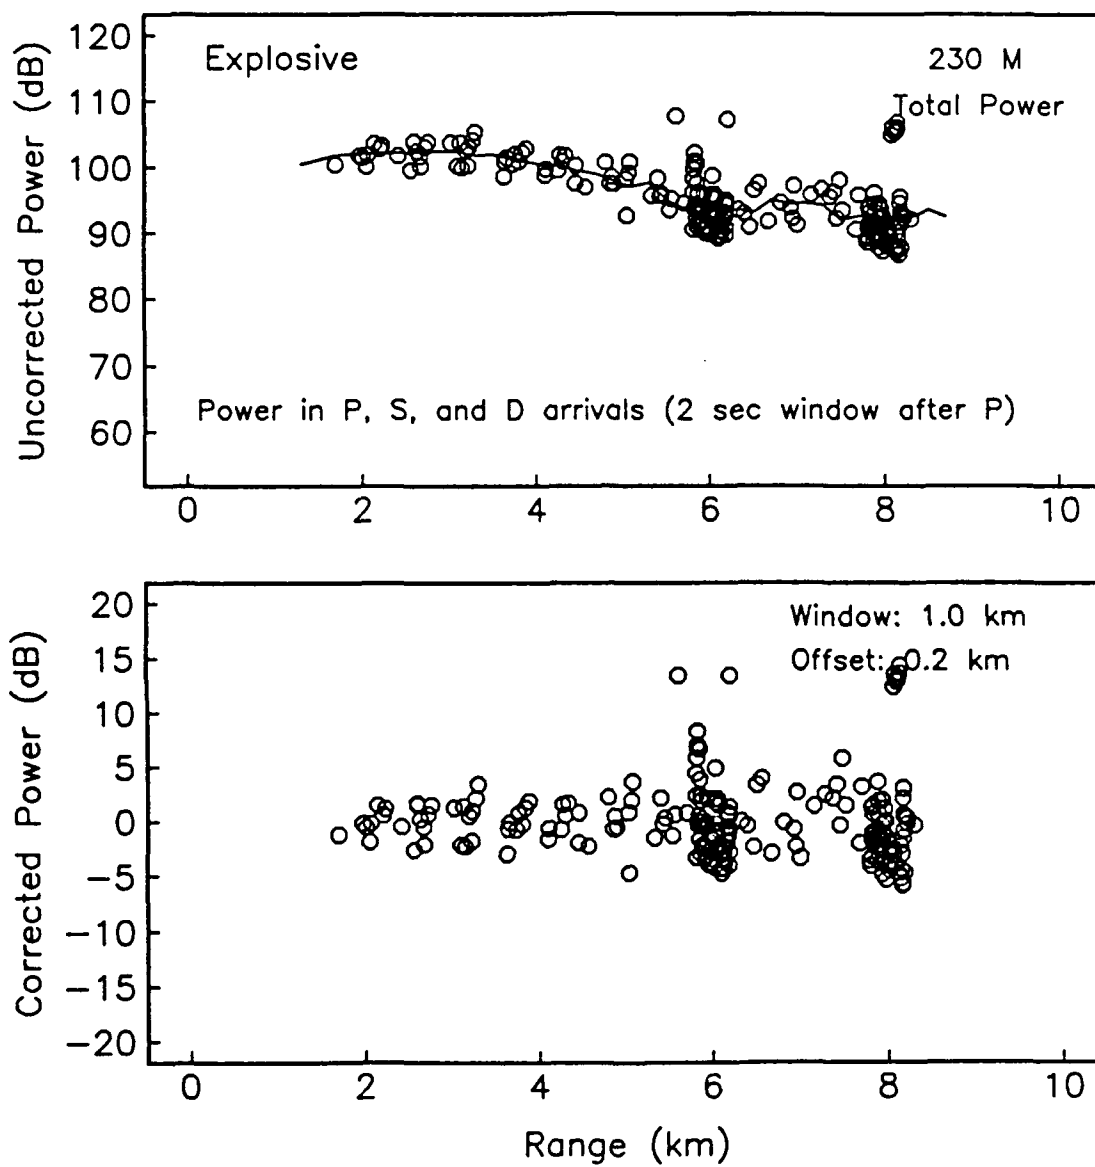 Uncorrected Power (dB)
120
110
100
90
80
70
60
Explosive
230 M
Total Power
Power in P, S, and D arrivals (2 sec window after P)
0 2 4 6 8 10
Corrected Power (dB)
20
15
10
5
0
−5
−10
−15
−20
Window: 1.0 km
Offset: 0.2 km
0 2 4 6 8 10
Range (km)